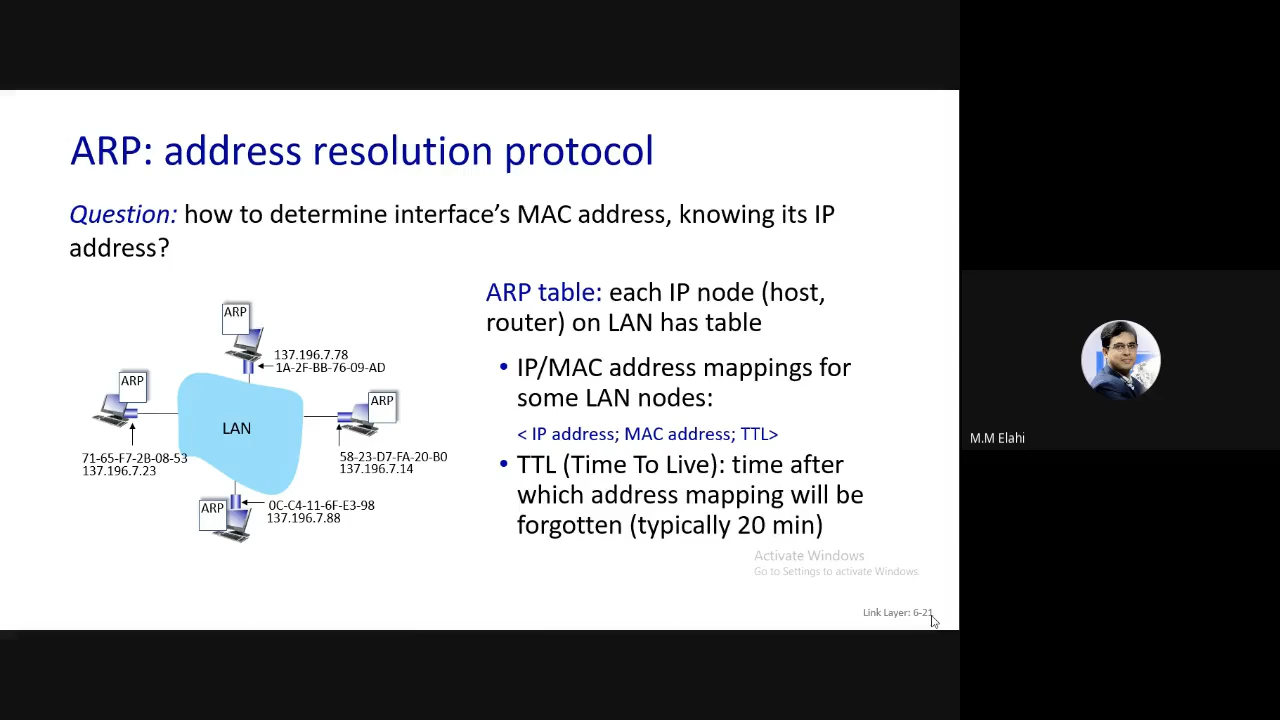 ARP: address resolution protocol
Question: how to determine interface's MAC address, knowing its IP
address?
ARP
137.196.7.78
1A-2F-BB-76-09-AD
ARP
ARP
LAN
71-65-F7-2B-08-53
137.196.7.23
58-23-D7-FA-20-B0
137.196.7.14
ARP
0C-C4-11-6F-E3-98
137.196.7.88
ARP table: each IP node (host,
router) on LAN has table
• IP/MAC address mappings for
some LAN nodes:
< IP address; MAC address; TTL>
• TTL (Time To Live): time after
which address mapping will be
forgotten (typically 20 min)
Activate Windows
Go to Settings to activate Windows.
Link Layer: 6-21
M.M Elahi